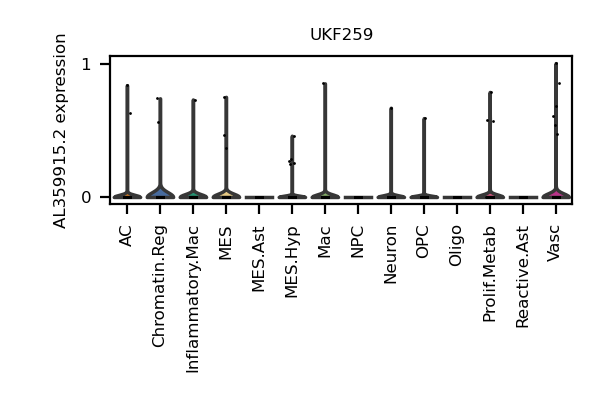 UKF259
AL359915.2 expression
1
0
AC
Chromatin.Reg
Inflammatory.Mac
MES
MES.Ast
MES.Hyp
Mac
NPC
Neuron
OPC
Oligo
Prolif.Metab
Reactive.Ast
Vasc